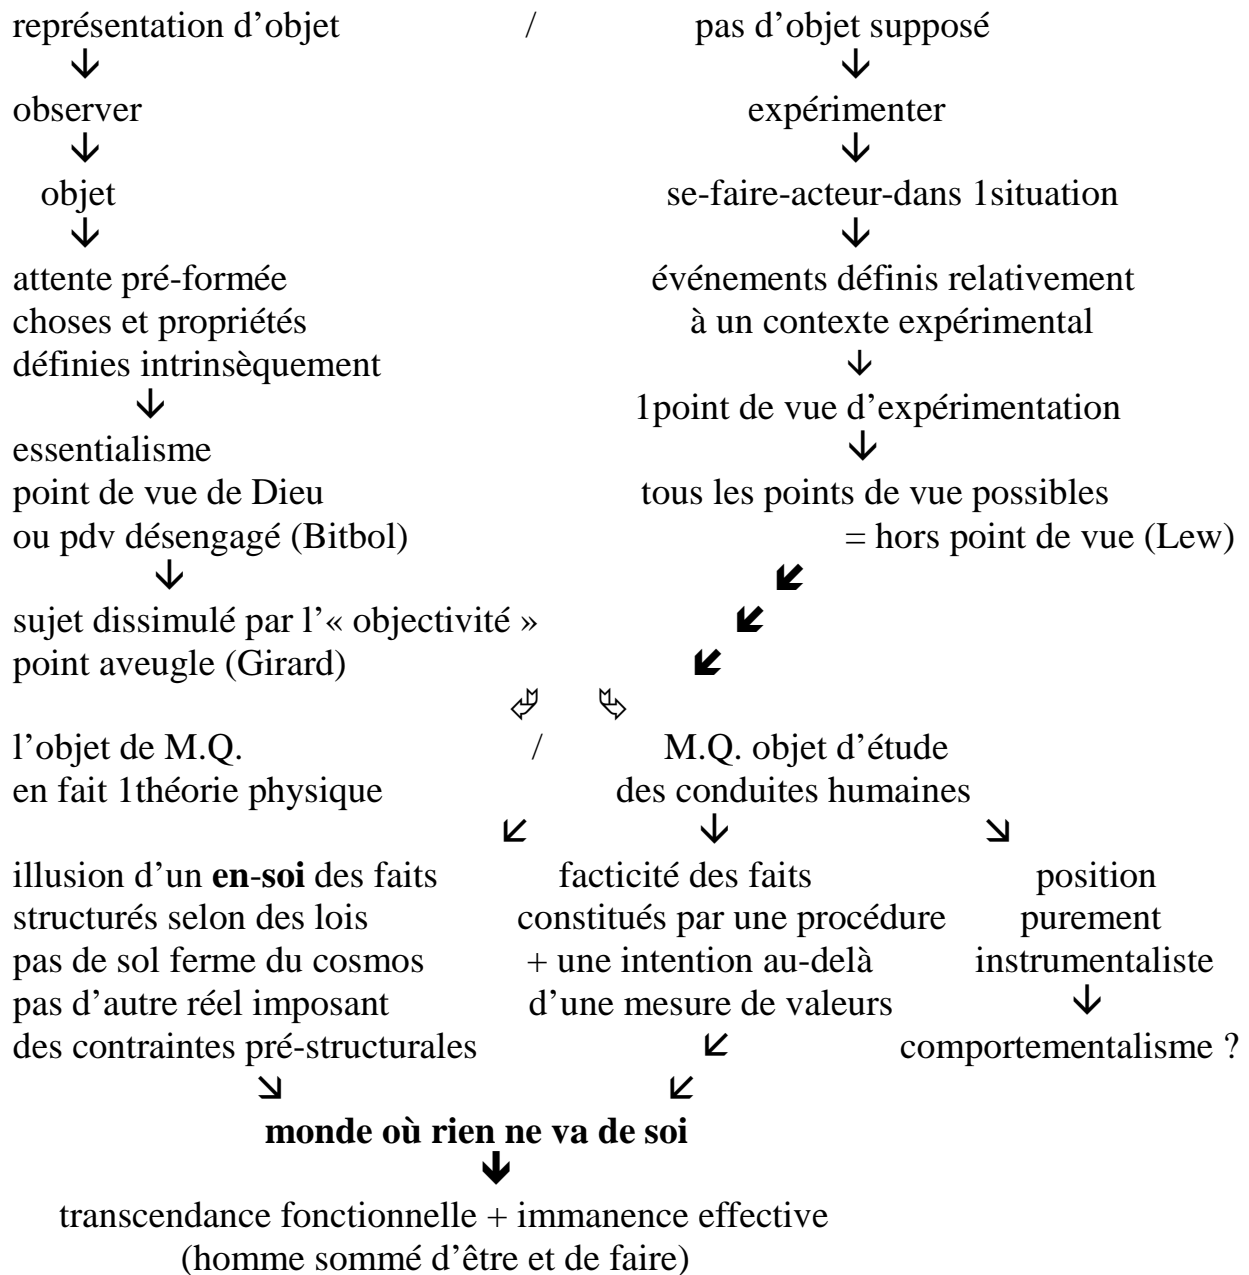 représentation d’objet / pas d’objet supposé
observer expérimenter
objet se-faire-acteur-dans 1situation
attente pré-formée événements définis relativement
choses et propriétés à un contexte expérimental
définies intrinsèquement
1point de vue d’expérimentation
essentialisme
point de vue de Dieu tous les points de vue possibles
ou pdv désengagé (Bitbol) = hors point de vue (Lew)
sujet dissimulé par l’« objectivité »
point aveugle (Girard)
l’objet de M.Q. / M.Q. objet d’étude
en fait 1théorie physique des conduites humaines
illusion d’un en-soi des faits facticité des faits position
structurés selon des lois constitués par une procédure purement
pas de sol ferme du cosmos + une intention au-delà instrumentaliste
pas d’autre réel imposant d’une mesure de valeurs
des contraintes pré-structurales comportementalisme ?
monde où rien ne va de soi
transcendance fonctionnelle + immanence effective
(homme sommé d’être et de faire)